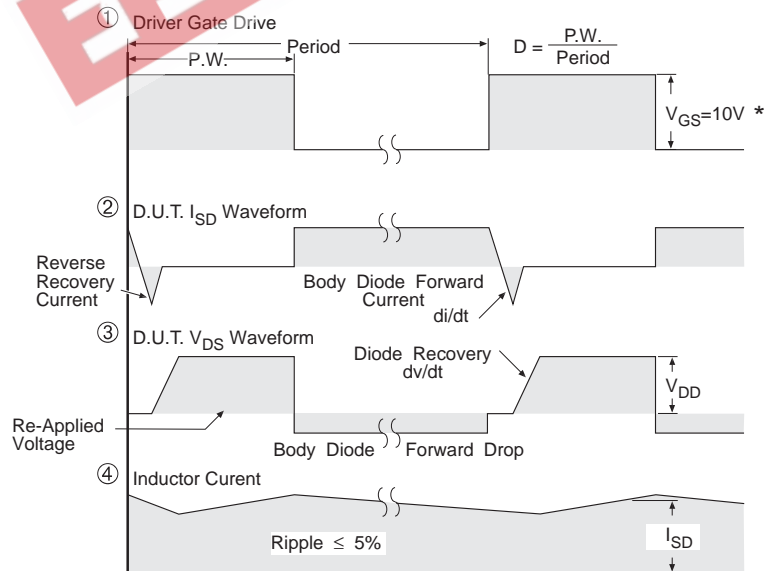 ① Driver Gate Drive
P.W.
Period
D = P.W.
Period
VGS=10V *
② D.U.T. ISD Waveform
Reverse
Recovery
Current
Body Diode Forward
Current
di/dt
③ D.U.T. VDS Waveform
Diode Recovery
dv/dt
VDD
Re-Applied
Voltage
Body Diode
Forward Drop
④ Inductor Curent
Ripple ≤ 5%
ISD